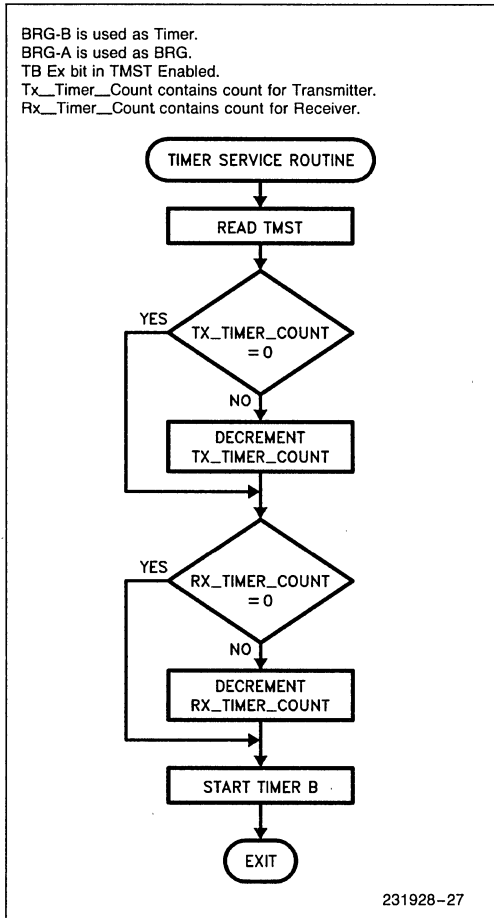 BRG-B is used as Timer.
BRG-A is used as BRG.
TB Ex bit in TMST Enabled.
Tx__Timer__Count contains count for Transmitter.
Rx__Timer__Count contains count for Receiver.
TIMER SERVICE ROUTINE
READ TMST
YES
TX_TIMER_COUNT
=0
NO
DECREMENT
TX_TIMER_COUNT
YES
RX_TIMER_COUNT
=0
NO
DECREMENT
RX_TIMER_COUNT
START TIMER B
EXIT
231928-27